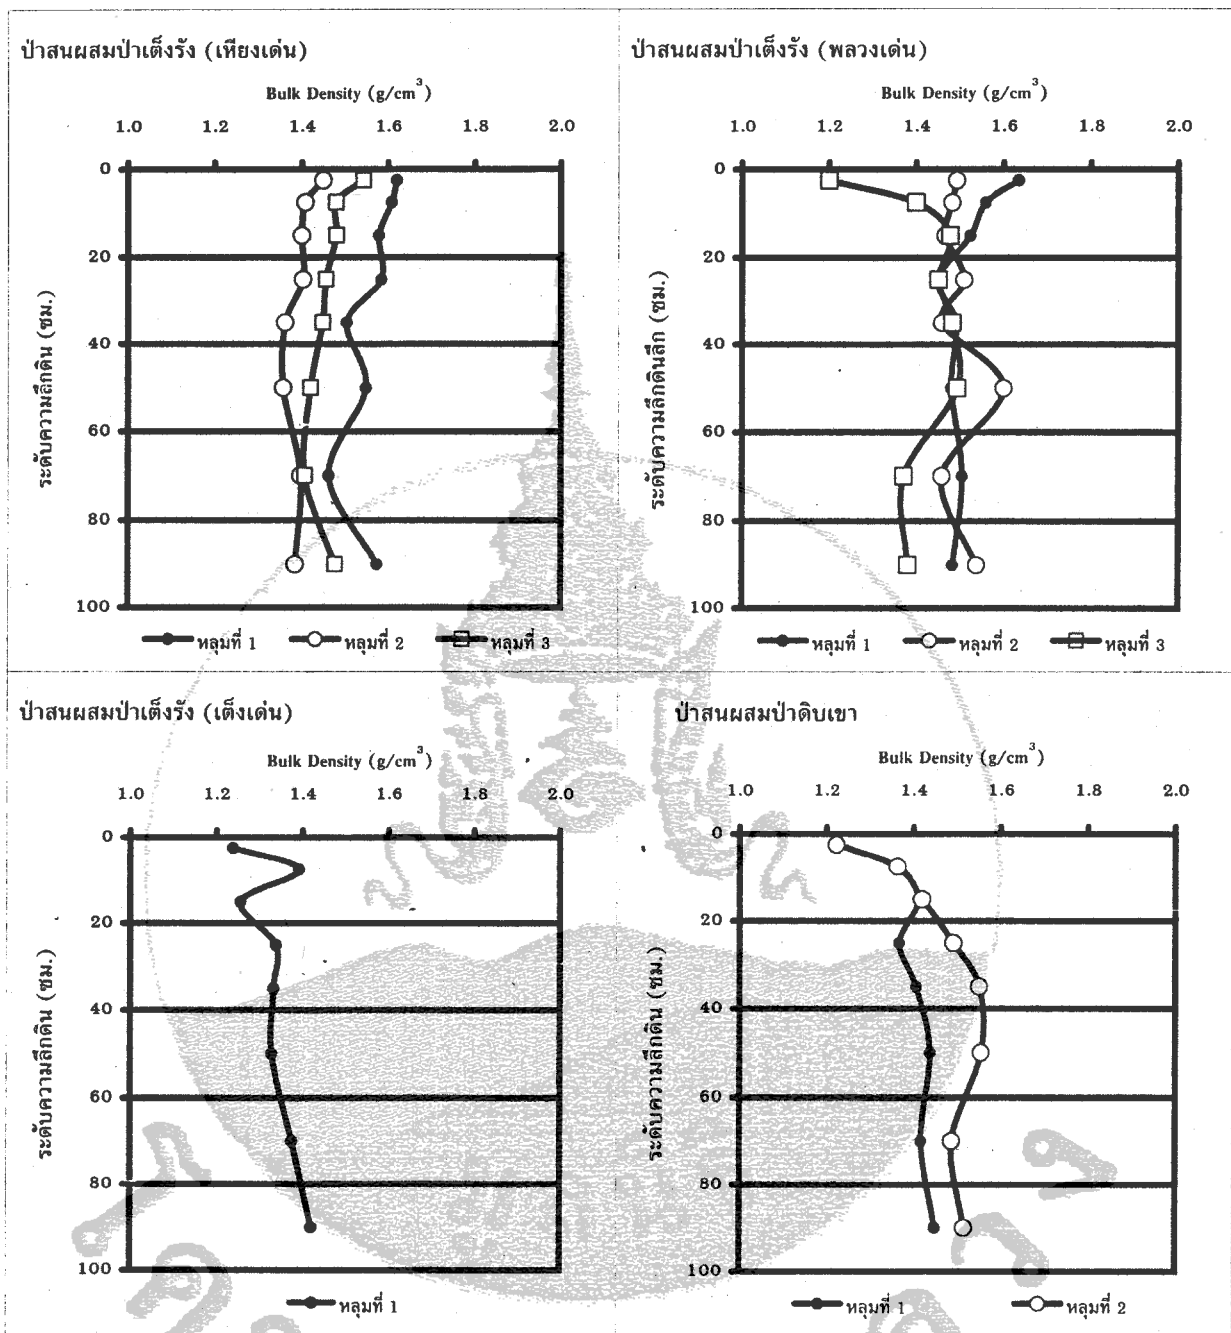 ป่าสนผสมป่าเต็งรัง (เหียงเด่น)
Bulk Density (g/cm³)
1.0 1.2 1.4 1.6 1.8 2.0
0
20
40
60
80
100
ระดับความลึกดิน (ซม.)
หลุมที่ 1 หลุมที่ 2 หลุมที่ 3
ป่าสนผสมป่าเต็งรัง (พลวงเด่น)
Bulk Density (g/cm³)
1.0 1.2 1.4 1.6 1.8 2.0
0
20
40
60
80
100
ระดับความลึกดินลึก (ซม.)
หลุมที่ 1 หลุมที่ 2 หลุมที่ 3
ป่าสนผสมป่าเต็งรัง (เต็งเด่น)
Bulk Density (g/cm³)
1.0 1.2 1.4 1.6 1.8 2.0
0
20
40
60
80
100
ระดับความลึกดิน (ซม.)
หลุมที่ 1
ป่าสนผสมป่าดิบเขา
Bulk Density (g/cm³)
1.0 1.2 1.4 1.6 1.8 2.0
0
20
40
60
80
100
ระดับความลึกดิน (ซม.)
หลุมที่ 1 หลุมที่ 2